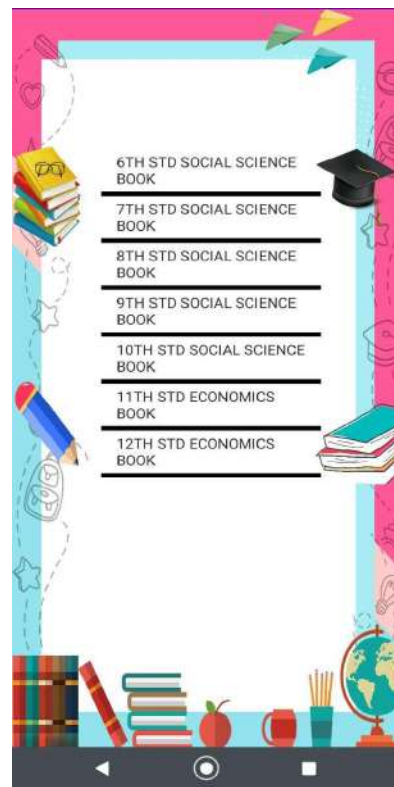 6TH STD SOCIAL SCIENCE
BOOK
7TH STD SOCIAL SCIENCE
BOOK
8TH STD SOCIAL SCIENCE
BOOK
9TH STD SOCIAL SCIENCE
BOOK
10TH STD SOCIAL SCIENCE
BOOK
11TH STD ECONOMICS
BOOK
12TH STD ECONOMICS
BOOK